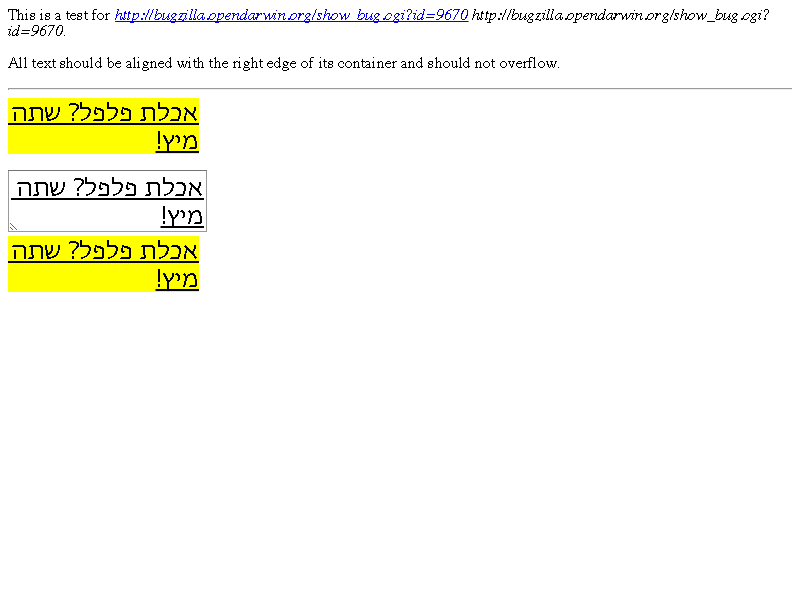 This is a test for http://bugzilla.opendarwin.org/show_bug.cgi?id=9670 http://bugzilla.opendarwin.org/show_bug.cgi?
id=9670.
All text should be aligned with the right edge of its container and should not overflow.
אכלת פלפל? שתה
מיץ!
אכלת פלפל? שתה
מיץ!
אכלת פלפל? שתה
מיץ!